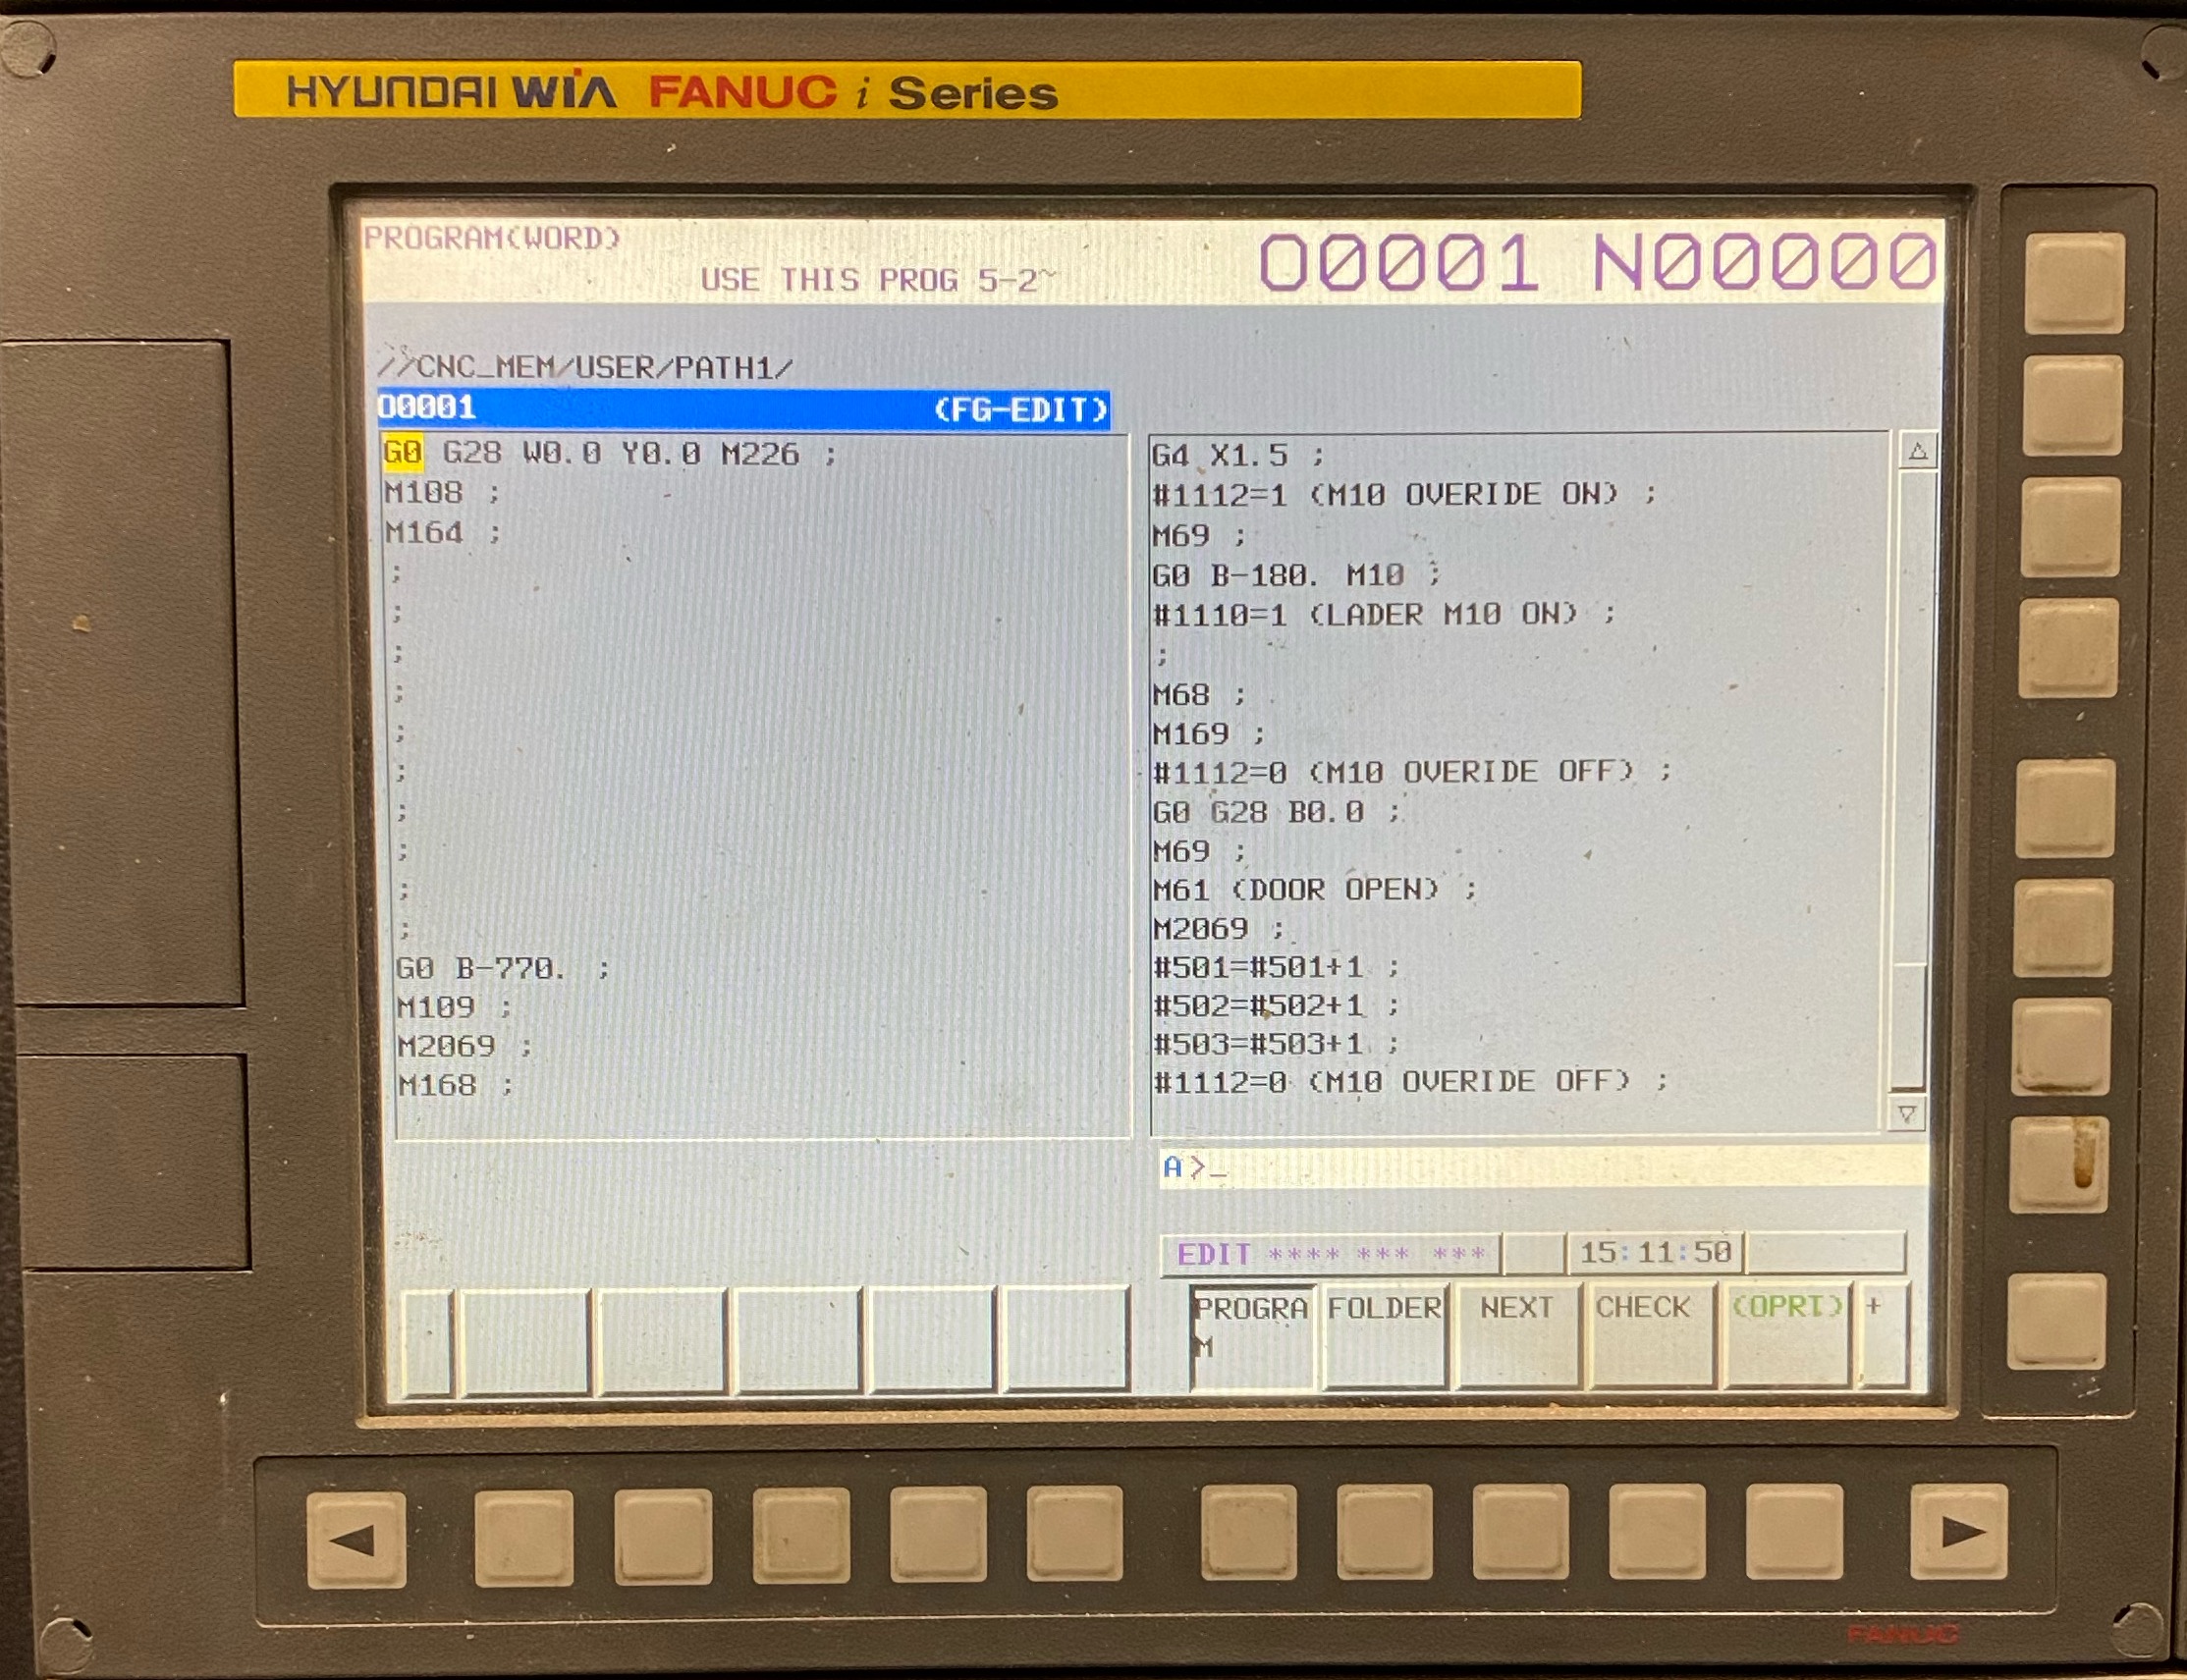 HYUNDAI WIA FANUC i Series
PROGRAM(WORD)
USE THIS PROG 5-2~
O0001 N00000
//CNC_MEM/USER/PATH1/
O0001 (FG-EDIT)
G0 G28 W0.0 Y0.0 M226 ;
M108 ;
M164 ;
;
;
;
;
;
;
;
;
;
;
G0 B-770. ;
M109 ;
M2069 ;
M168 ;
G4 X1.5 ;
#1112=1 (M10 OVERIDE ON) ;
M69 ;
G0 B-180. M10 ;
#1110=1 (LADER M10 ON) ;
;
M68 ;
M169 ;
#1112=0 (M10 OVERIDE OFF) ;
G0 G28 B0.0 ;
M69 ;
M61 (DOOR OPEN) ;
M2069 ;
#501=#501+1 ;
#502=#502+1 ;
#503=#503+1 ;
#1112=0 (M10 OVERIDE OFF) ;
A>_
EDIT **** *** *** 15:11:50
PROGRA FOLDER NEXT CHECK (OPRT) +
M
FANUC